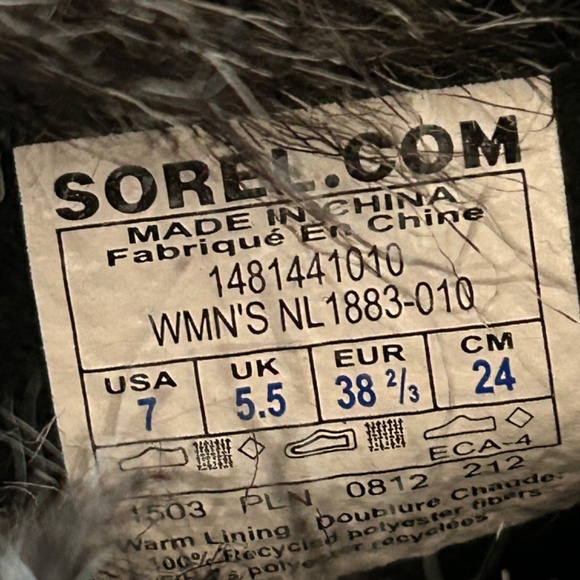 SOREL.COM
MADE IN CHINA
Fabriqué En Chine
1481441010
WMN'S NL1883-010
USA UK EUR CM
7 5.5 38 2/3 24
ECA-4
1503 PLN 0812 212
Warm Lining Doublure Chaude
100% Recycled polyester fibers
recyclées